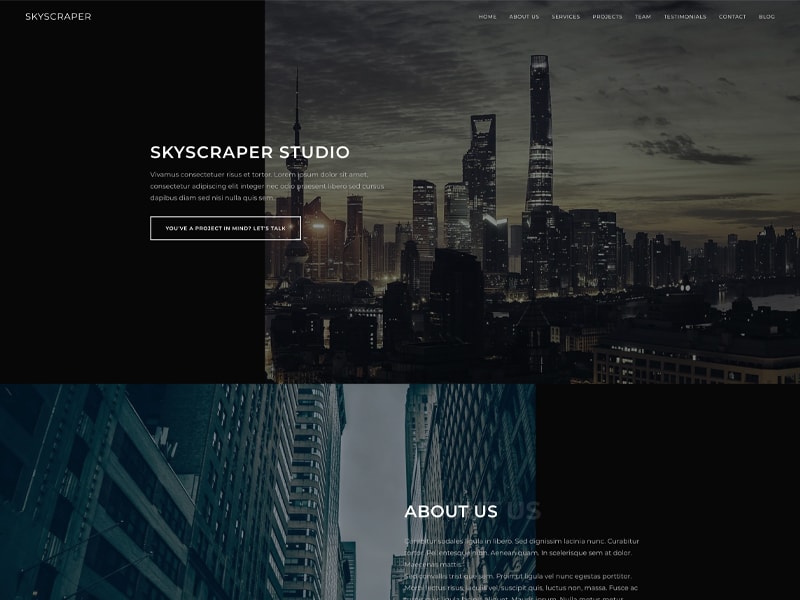 SKYSCRAPER
HOME ABOUT US SERVICES PROJECTS TEAM TESTIMONIALS CONTACT BLOG
SKYSCRAPER STUDIO
Vivamus consectetuer risus et tortor. Lorem ipsum dolor sit amet,
consectetur adipiscing elit integer nec odio praesent libero sed cursus
dapibus diam sed nisi nulla quis sem.
YOU'VE A PROJECT IN MIND? LET'S TALK
ABOUT US
US
Curabitur sodales ligula in libero. Sed dignissim lacinia nunc. Curabitur
tortor. Pellentesque nibh. Aenean quam. In scelerisque sem at dolor.
Maecenas mattis.
Sed convallis tristique sem. Proin ut ligula vel nunc egestas porttitor.
Morbi lectus risus, iaculis vel, suscipit quis, luctus non, massa. Fusce ac